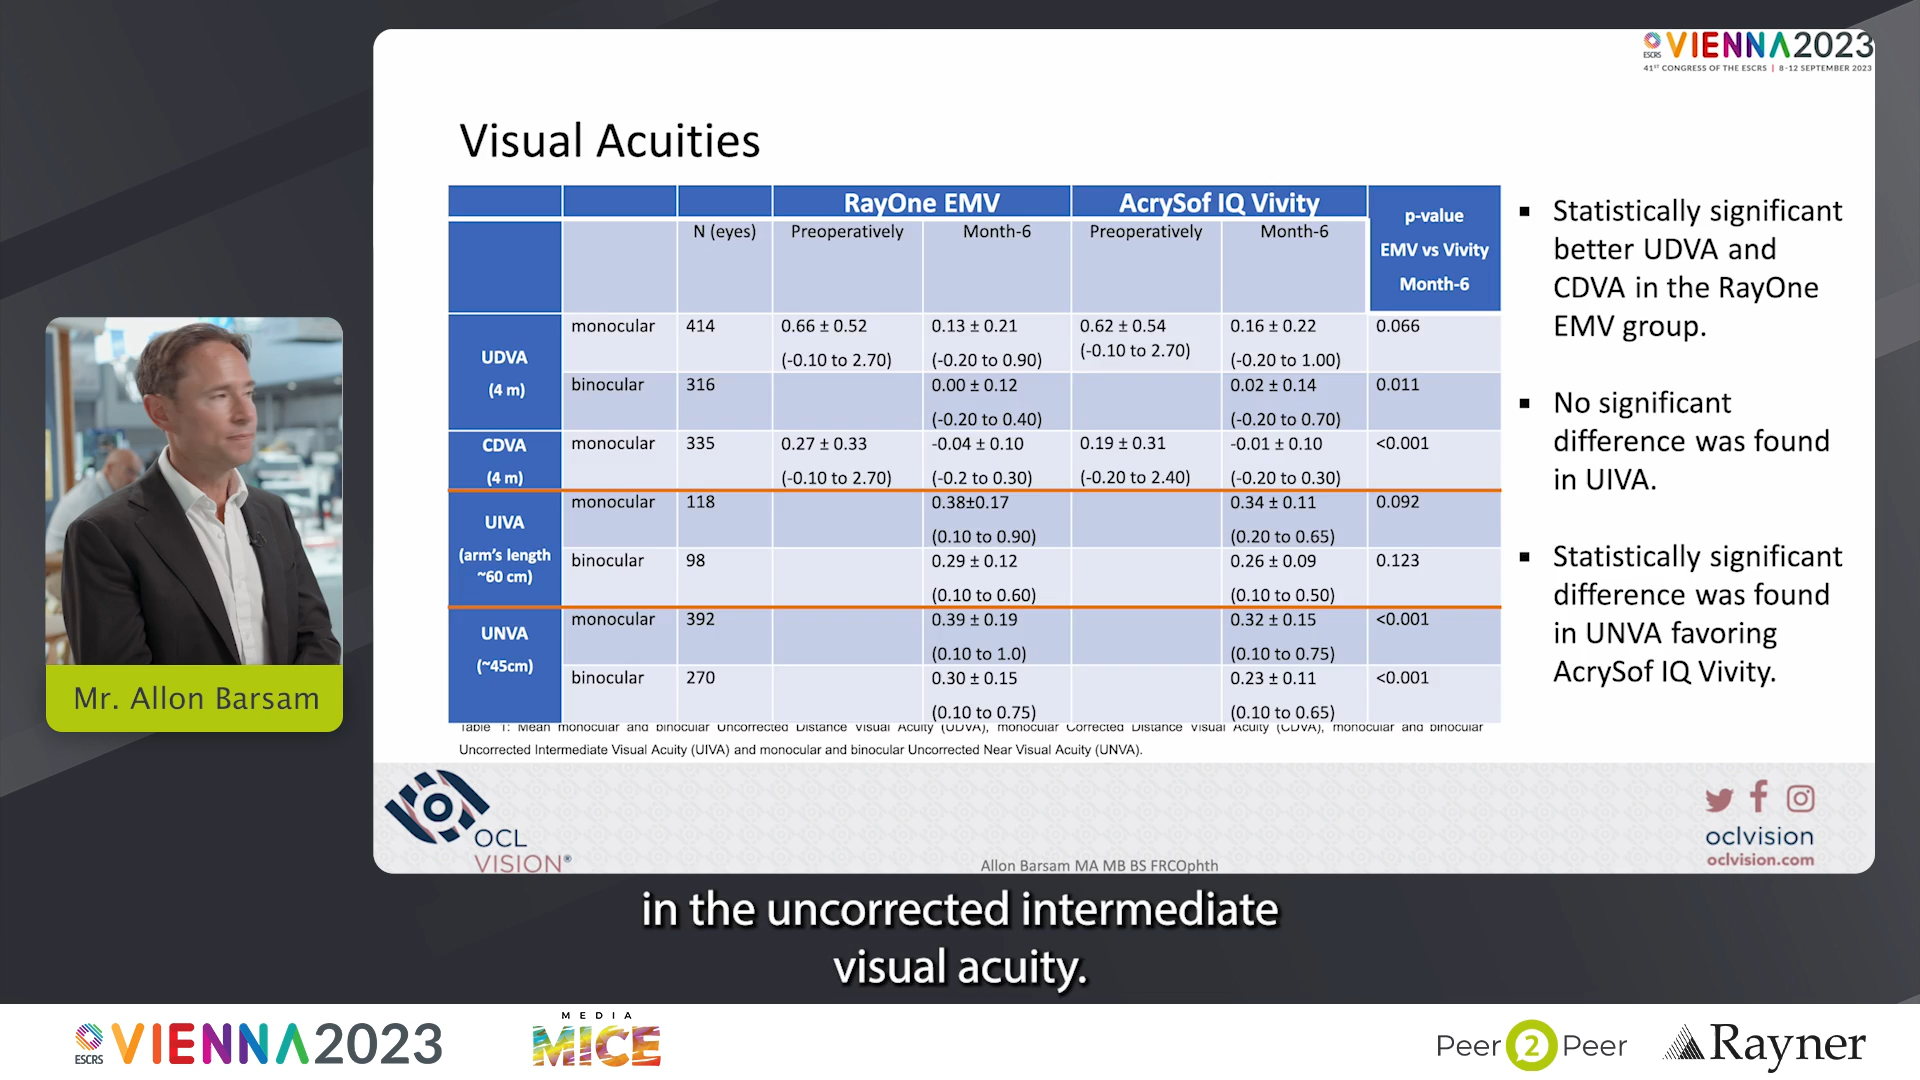 ESCRS VIENNA2023
41ST CONGRESS OF THE ESCRS | 8-12 SEPTEMBER 2023
Visual Acuities
RayOne EMV AcrySof IQ Vivity p-value EMV vs Vivity Month-6
N (eyes) Preoperatively Month-6 Preoperatively Month-6
UDVA (4 m)
monocular 414 0.66 ± 0.52 0.13 ± 0.21 0.62 ± 0.54 0.16 ± 0.22 0.066
(-0.10 to 2.70) (-0.20 to 0.90) (-0.10 to 2.70) (-0.20 to 1.00)
binocular 316 0.00 ± 0.12 0.02 ± 0.14 0.011
(-0.20 to 0.40) (-0.20 to 0.70)
CDVA (4 m)
monocular 335 0.27 ± 0.33 -0.04 ± 0.10 0.19 ± 0.31 -0.01 ± 0.10 <0.001
(-0.10 to 2.70) (-0.2 to 0.30) (-0.20 to 2.40) (-0.20 to 0.30)
UIVA (arm's length ~60 cm)
monocular 118 0.38±0.17 0.34 ± 0.11 0.092
(0.10 to 0.90) (0.20 to 0.65)
binocular 98 0.29 ± 0.12 0.26 ± 0.09 0.123
(0.10 to 0.60) (0.10 to 0.50)
UNVA (~45cm)
monocular 392 0.39 ± 0.19 0.32 ± 0.15 <0.001
(0.10 to 1.0) (0.10 to 0.75)
binocular 270 0.30 ± 0.15 0.23 ± 0.11 <0.001
(0.10 to 0.75) (0.10 to 0.65)
Table 1: Mean monocular and binocular Uncorrected Distance Visual Acuity (UDVA), monocular Corrected Distance Visual Acuity (CDVA), monocular and binocular
Uncorrected Intermediate Visual Acuity (UIVA) and monocular and binocular Uncorrected Near Visual Acuity (UNVA).
▪ Statistically significant
better UDVA and
CDVA in the RayOne
EMV group.
▪ No significant
difference was found
in UIVA.
▪ Statistically significant
difference was found
in UNVA favoring
AcrySof IQ Vivity.
Mr. Allon Barsam
OCL
VISION®
Allon Barsam MA MB BS FRCOphth
oclvision
oclvision.com
in the uncorrected intermediate
visual acuity.
ESCRS VIENNA2023
MEDIA
MICE
Peer 2 Peer
Rayner